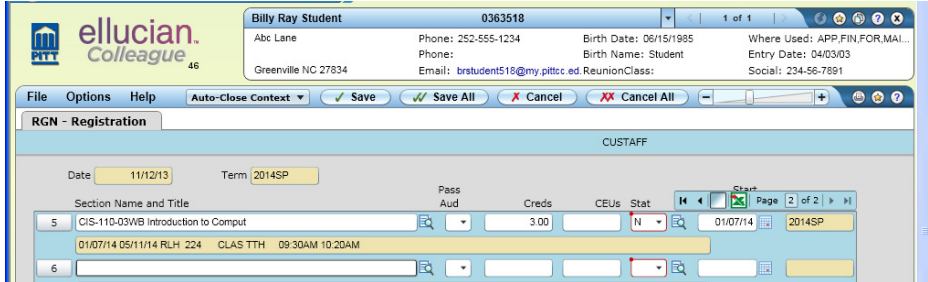 Billy Ray Student 0363518 1 of 1
PITT ellucian. Colleague 46
Abc Lane Phone: 252-555-1234 Birth Date: 06/15/1985 Where Used: APP,FIN,FOR,MAI...
Phone: Birth Name: Student Entry Date: 04/03/03
Greenville NC 27834 Email: brstudent518@my.pittcc.ed. ReunionClass: Social: 234-56-7891
File Options Help Auto-Close Context Save Save All Cancel Cancel All
RGN - Registration
CUSTAFF
Date 11/12/13 Term 2014SP
Section Name and Title Pass Aud Creds CEUs Stat Start Page 2 of 2
5 CIS-110-03WB Introduction to Comput 3.00 N 01/07/14 2014SP
01/07/14 05/11/14 RLH 224 CLAS TTH 09:30AM 10:20AM
6